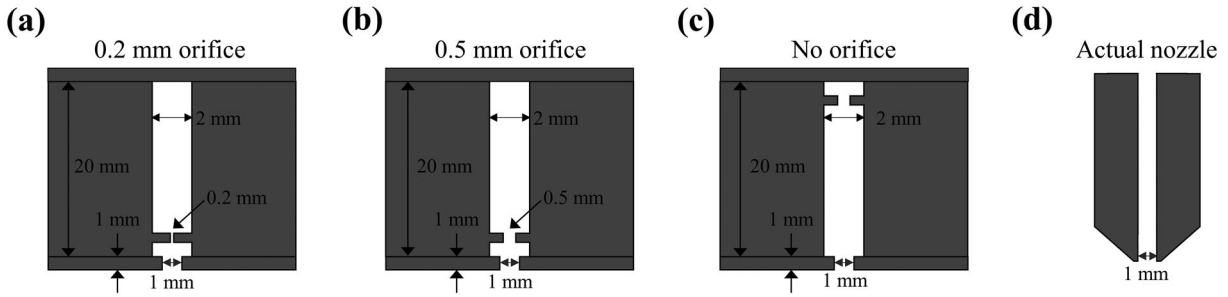 (a)
0.2 mm orifice
2 mm
20 mm
0.2 mm
1 mm
1 mm
(b)
0.5 mm orifice
2 mm
20 mm
0.5 mm
1 mm
1 mm
(c)
No orifice
2 mm
20 mm
1 mm
1 mm
(d)
Actual nozzle
1 mm